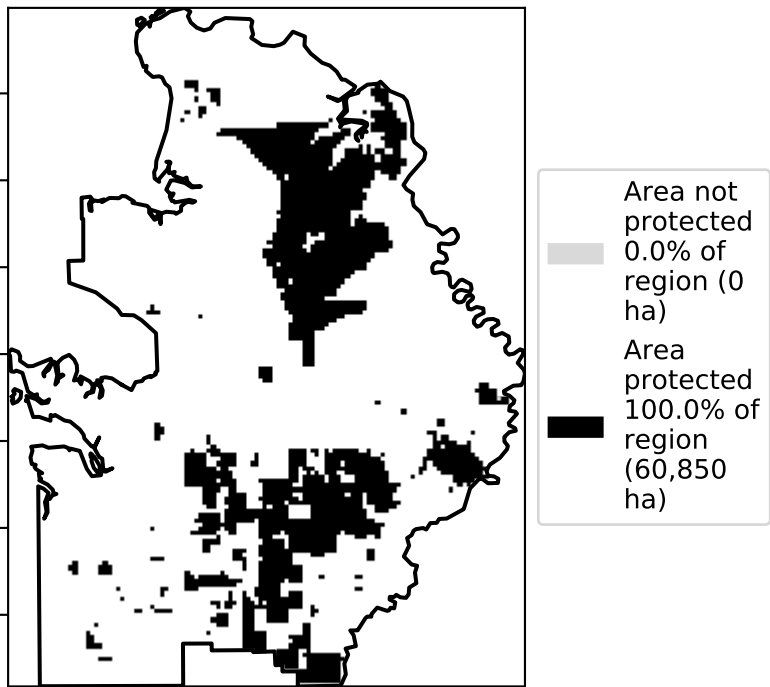 Area not
protected
0.0% of
region (0
ha)
Area
protected
100.0% of
region
(60,850
ha)